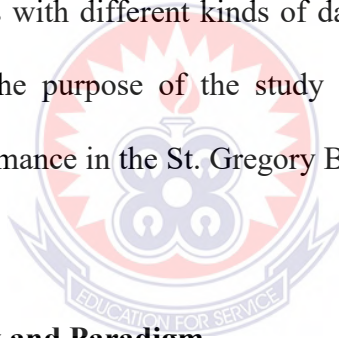 with different kinds of da
he purpose of the study
mance in the St. Gregory B
EDUCATION FOR SERVICE
and Paradigm